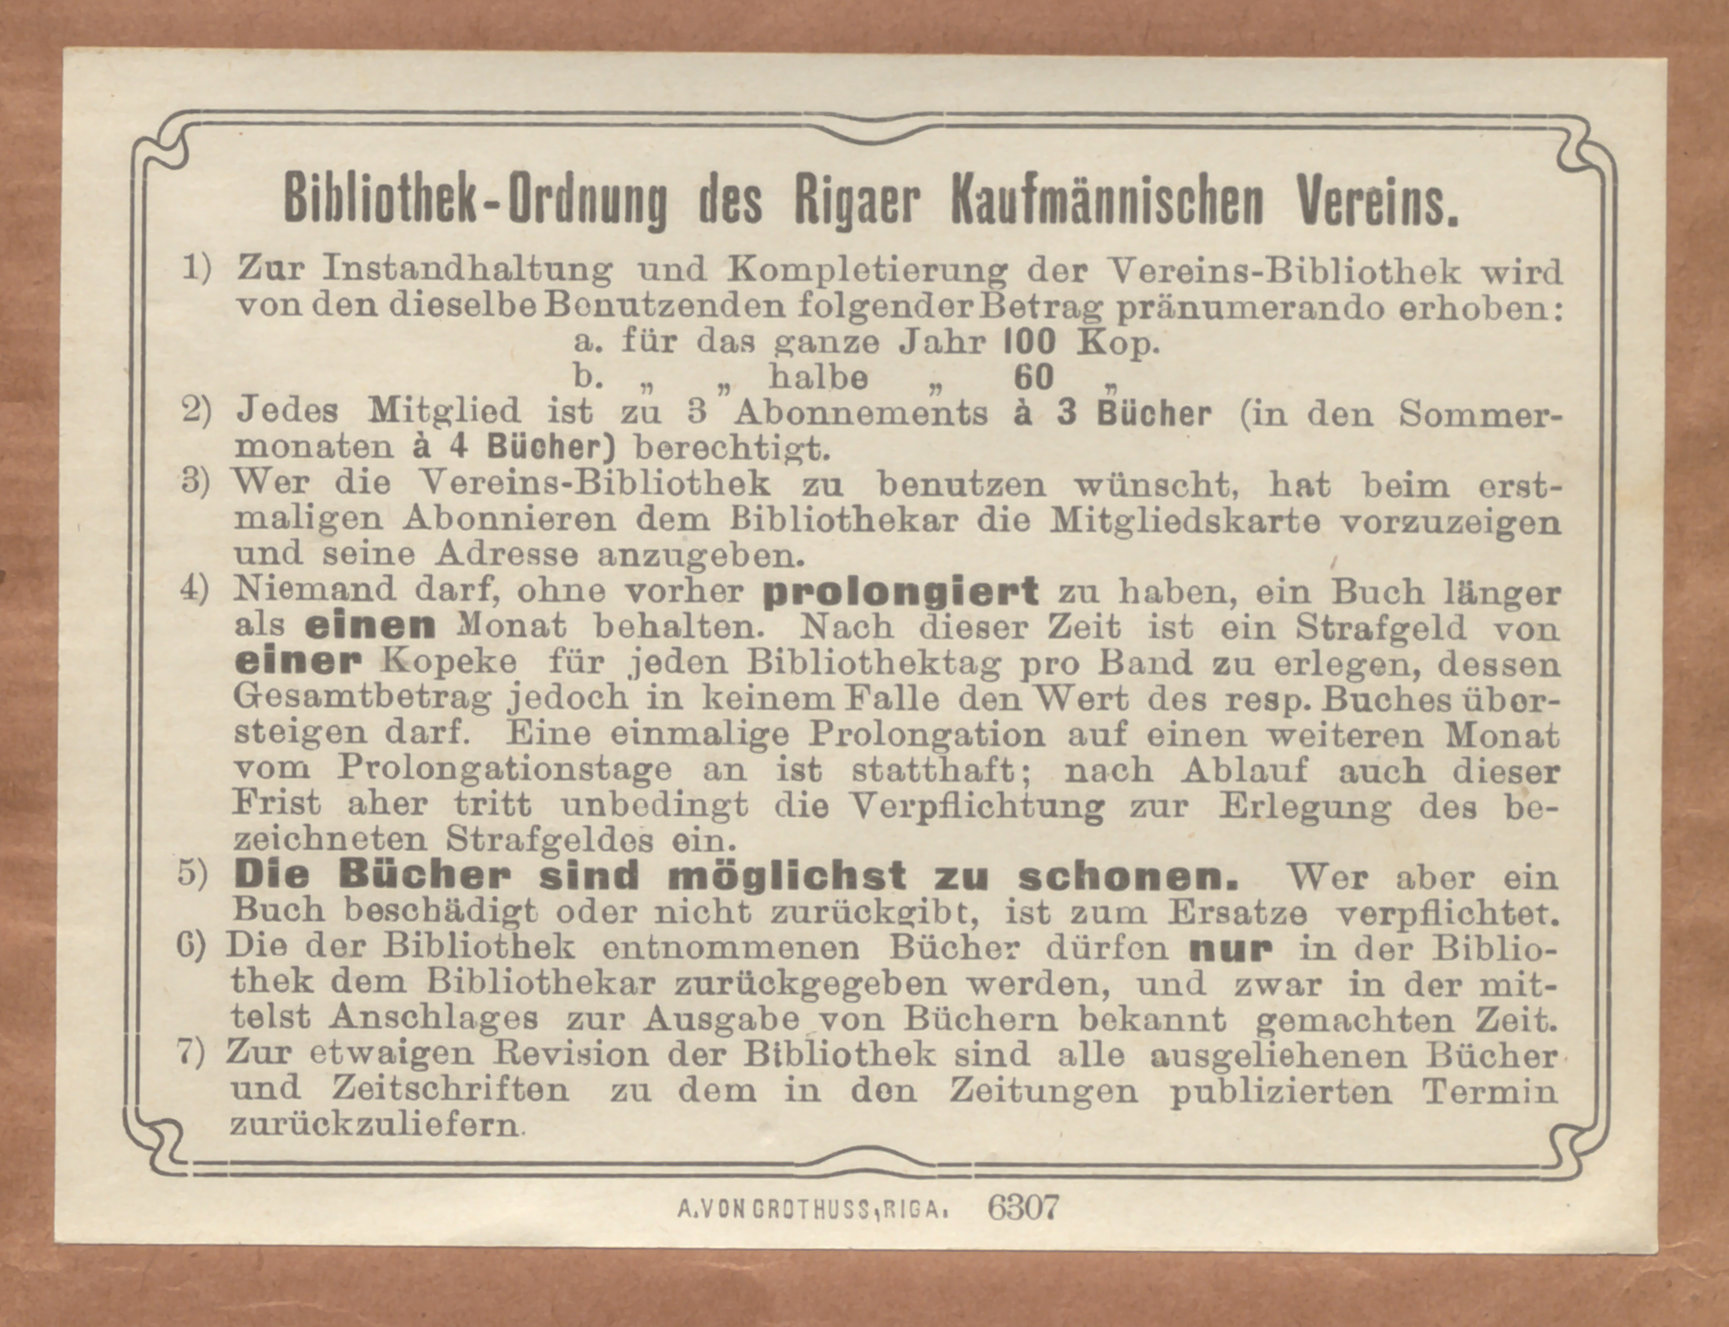 Bibliothek-Ordnung des Rigaer Kaufmännischen Vereins.
1) Zur Instandhaltung und Kompletierung der Vereins-Bibliothek wird
von den dieselbe Benutzenden folgender Betrag pränumerando erhoben:
a. für das ganze Jahr 100 Kop.
b. „ „ halbe „ 60 „
2) Jedes Mitglied ist zu 3 Abonnements à 3 Bücher (in den Sommer-
monaten à 4 Bücher) berechtigt.
3) Wer die Vereins-Bibliothek zu benutzen wünscht, hat beim erst-
maligen Abonnieren dem Bibliothekar die Mitgliedskarte vorzuzeigen
und seine Adresse anzugeben.
4) Niemand darf, ohne vorher prolongiert zu haben, ein Buch länger
als einen Monat behalten. Nach dieser Zeit ist ein Strafgeld von
einer Kopeke für jeden Bibliothektag pro Band zu erlegen, dessen
Gesamtbetrag jedoch in keinem Falle den Wert des resp. Buches über-
steigen darf. Eine einmalige Prolongation auf einen weiteren Monat
vom Prolongationstage an ist statthaft; nach Ablauf auch dieser
Frist aher tritt unbedingt die Verpflichtung zur Erlegung des be-
zeichneten Strafgeldes ein.
5) Die Bücher sind möglichst zu schonen. Wer aber ein
Buch beschädigt oder nicht zurückgibt, ist zum Ersatze verpflichtet.
6) Die der Bibliothek entnommenen Bücher dürfen nur in der Biblio-
thek dem Bibliothekar zurückgegeben werden, und zwar in der mit-
telst Anschlages zur Ausgabe von Büchern bekannt gemachten Zeit.
7) Zur etwaigen Revision der Bibliothek sind alle ausgeliehenen Bücher
und Zeitschriften zu dem in den Zeitungen publizierten Termin
zurückzuliefern.
A. VON GROTHUSS, RIGA. 6307